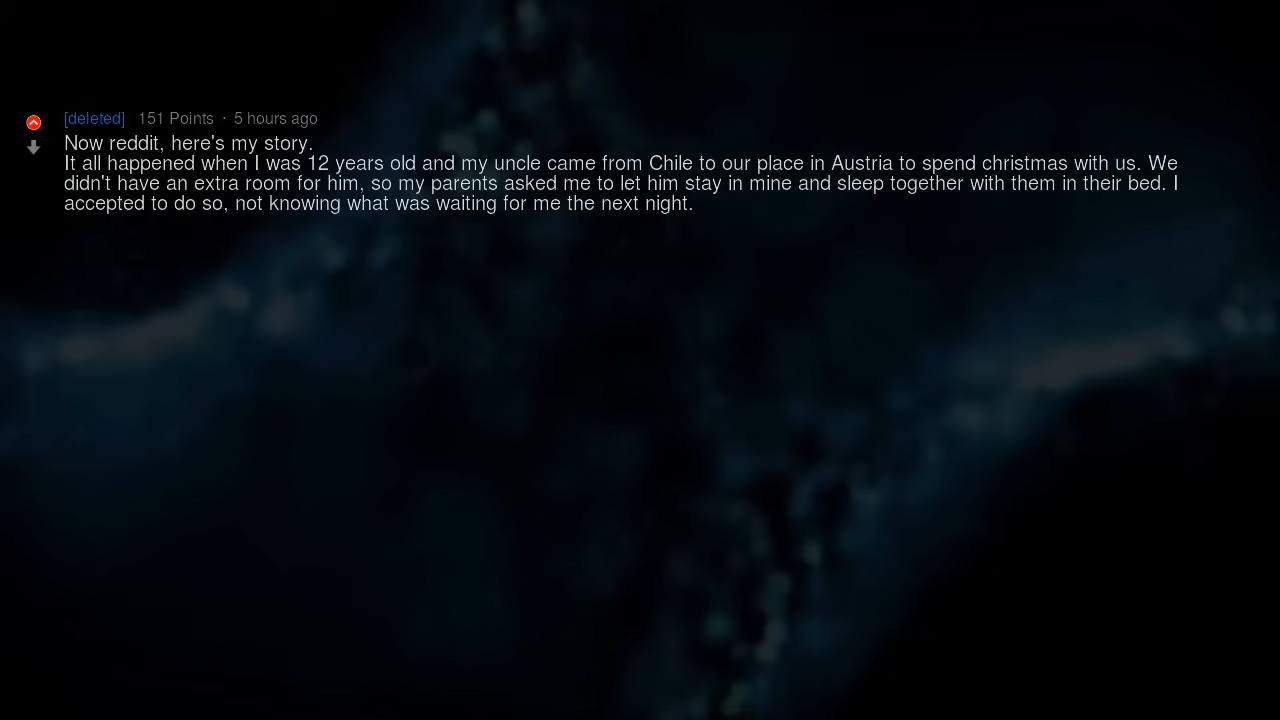 [deleted] 151 Points · 5 hours ago
Now reddit, here's my story.
It all happened when I was 12 years old and my uncle came from Chile to our place in Austria to spend christmas with us. We
didn't have an extra room for him, so my parents asked me to let him stay in mine and sleep together with them in their bed. I
accepted to do so, not knowing what was waiting for me the next night.